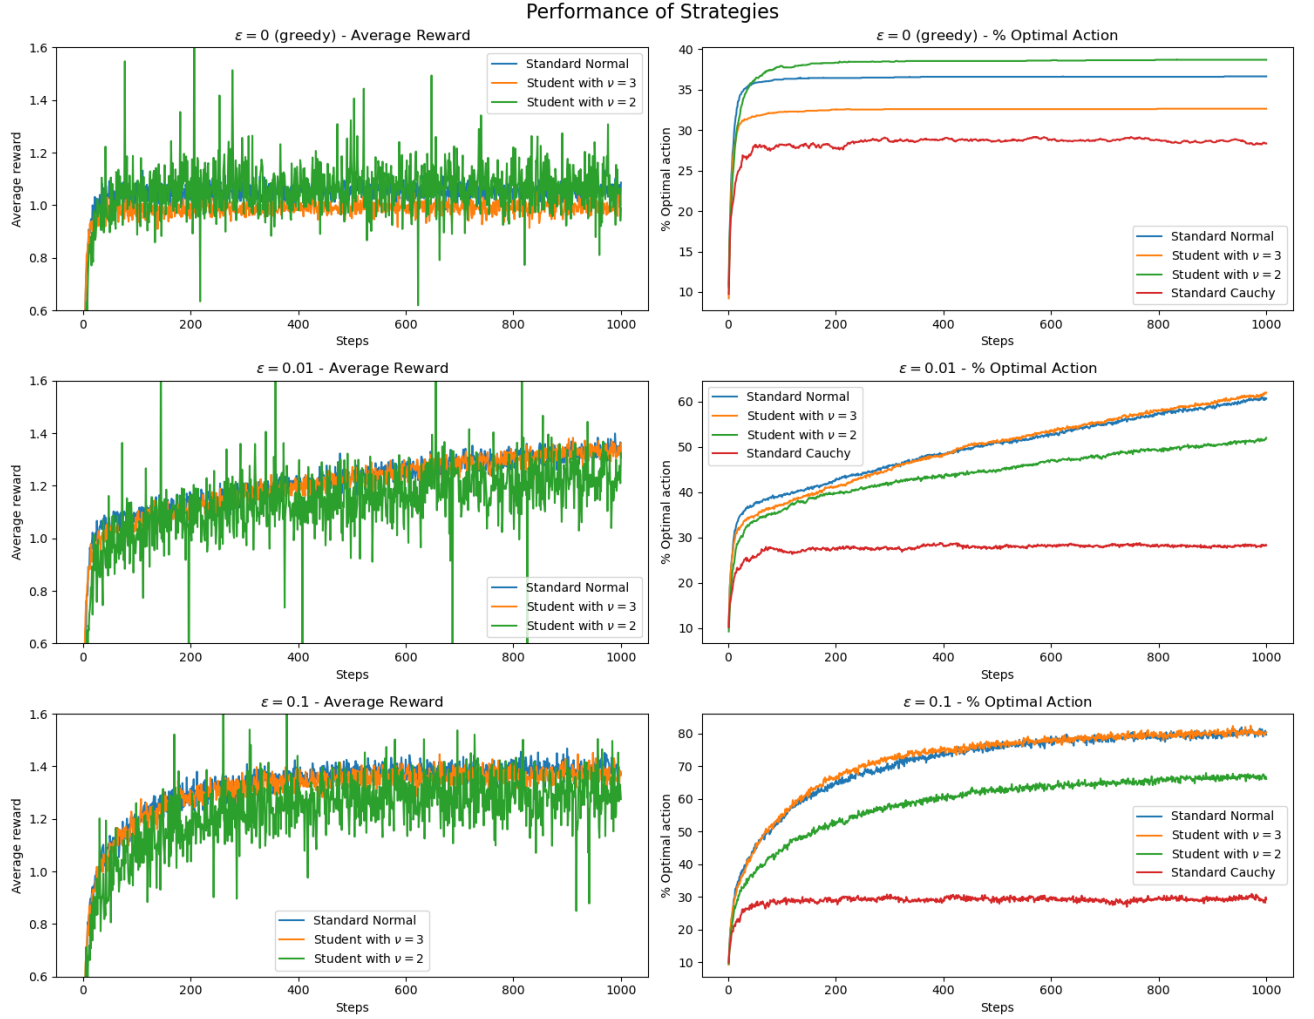 Performance of Strategies
ε = 0 (greedy) - Average Reward
Average reward
1.6
1.4
1.2
1.0
0.8
0.6
Standard Normal
Student with ν = 3
Student with ν = 2
0
200
400
600
800
1000
Steps
ε = 0 (greedy) - % Optimal Action
% Optimal action
40
35
30
25
20
15
10
Standard Normal
Student with ν = 3
Student with ν = 2
Standard Cauchy
0
200
400
600
800
1000
Steps
ε = 0.01 - Average Reward
Average reward
1.6
1.4
1.2
1.0
0.8
0.6
Standard Normal
Student with ν = 3
Student with ν = 2
0
200
400
600
800
1000
Steps
ε = 0.01 - % Optimal Action
% Optimal action
60
50
40
30
20
10
Standard Normal
Student with ν = 3
Student with ν = 2
Standard Cauchy
0
200
400
600
800
1000
Steps
ε = 0.1 - Average Reward
Average reward
1.6
1.4
1.2
1.0
0.8
0.6
Standard Normal
Student with ν = 3
Student with ν = 2
0
200
400
600
800
1000
Steps
ε = 0.1 - % Optimal Action
% Optimal action
80
70
60
50
40
30
20
10
Standard Normal
Student with ν = 3
Student with ν = 2
Standard Cauchy
0
200
400
600
800
1000
Steps